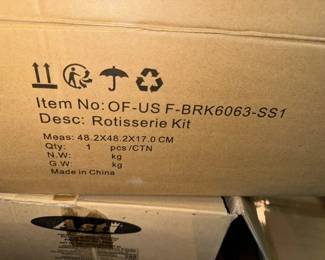 Item No: OF-US F-BRK6063-SS1
Desc: Rotisserie Kit
Meas: 48.2X48.2X17.0 CM
Qty: 1 pcs/CTN
N.W: kg
G.W: kg
Made in China